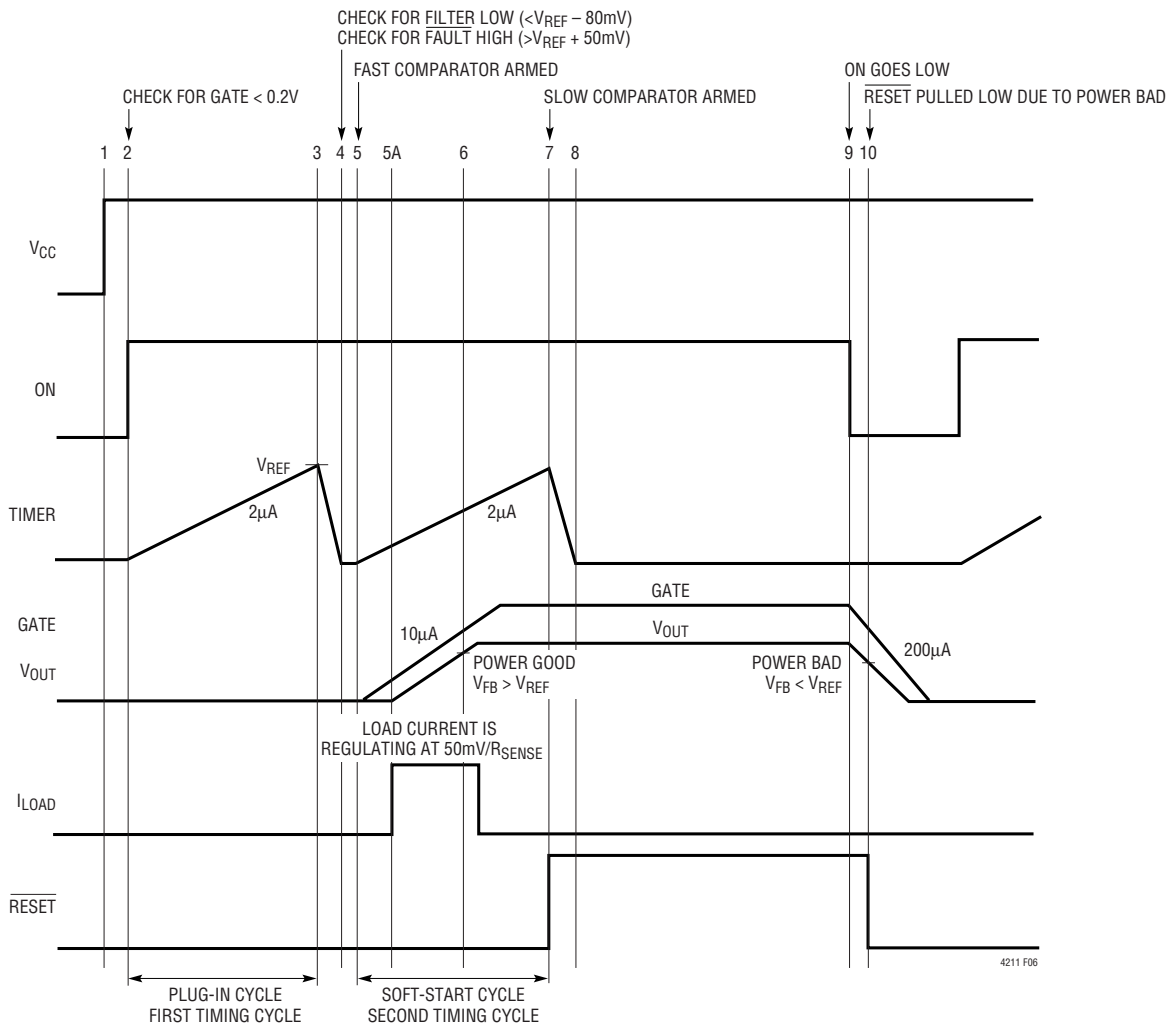 CHECK FOR FILTER LOW (<VREF – 80mV)
CHECK FOR FAULT HIGH (>VREF + 50mV)
FAST COMPARATOR ARMED
ON GOES LOW
CHECK FOR GATE < 0.2V
SLOW COMPARATOR ARMED
RESET PULLED LOW DUE TO POWER BAD
1 2 3 4 5 5A 6 7 8 9 10
VCC
ON
VREF
TIMER
2µA
2µA
GATE
GATE
10µA
VOUT
200µA
VOUT
POWER GOOD
VFB > VREF
POWER BAD
VFB < VREF
LOAD CURRENT IS
REGULATING AT 50mV/RSENSE
ILOAD
RESET
4211 F06
PLUG-IN CYCLE
FIRST TIMING CYCLE
SOFT-START CYCLE
SECOND TIMING CYCLE